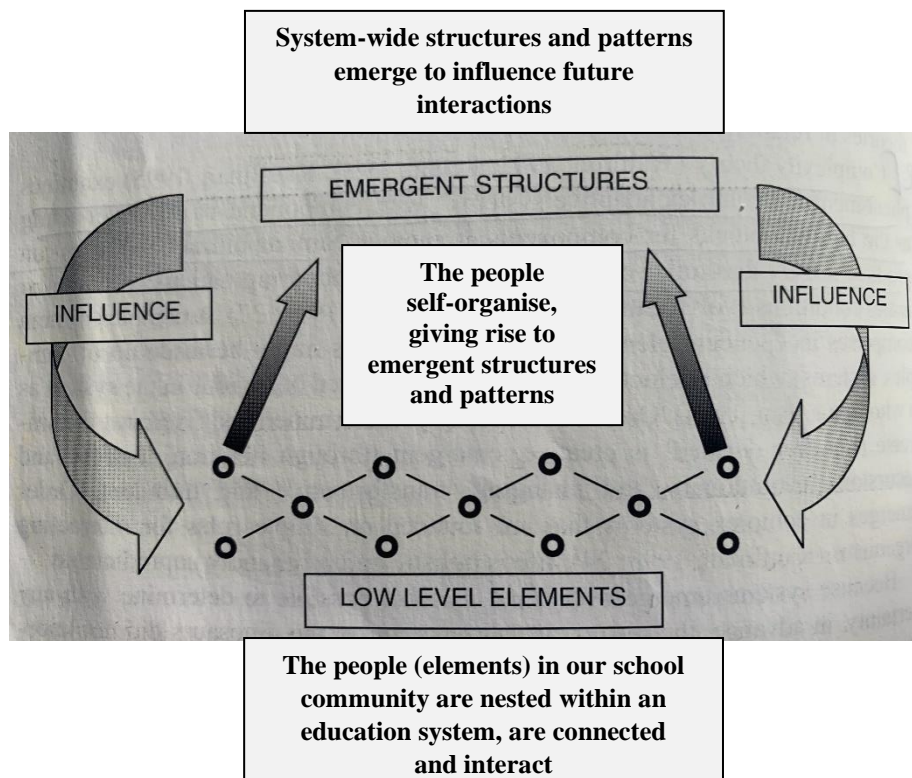 System-wide structures and patterns
emerge to influence future
interactions
EMERGENT STRUCTURES
INFLUENCE
INFLUENCE
The people
self-organise,
giving rise to
emergent structures
and patterns
LOW LEVEL ELEMENTS
The people (elements) in our school
community are nested within an
education system, are connected
and interact